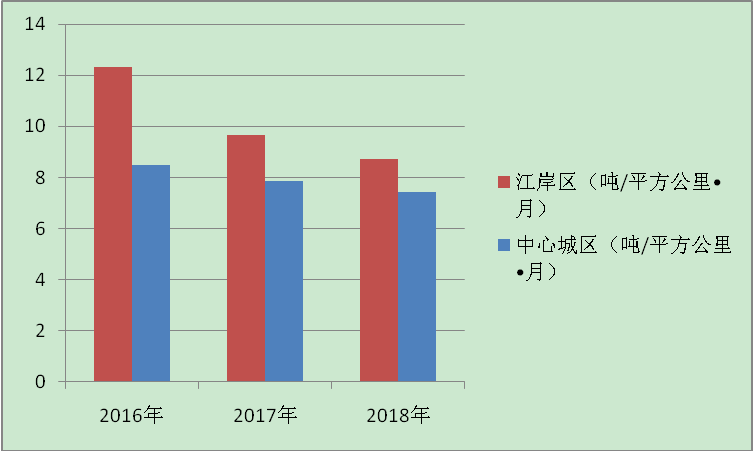 14
12
10
8
6
4
2
0
2016年
2017年
2018年
江岸区（吨/平方公里•
月）
中心城区（吨/平方公里
•月）